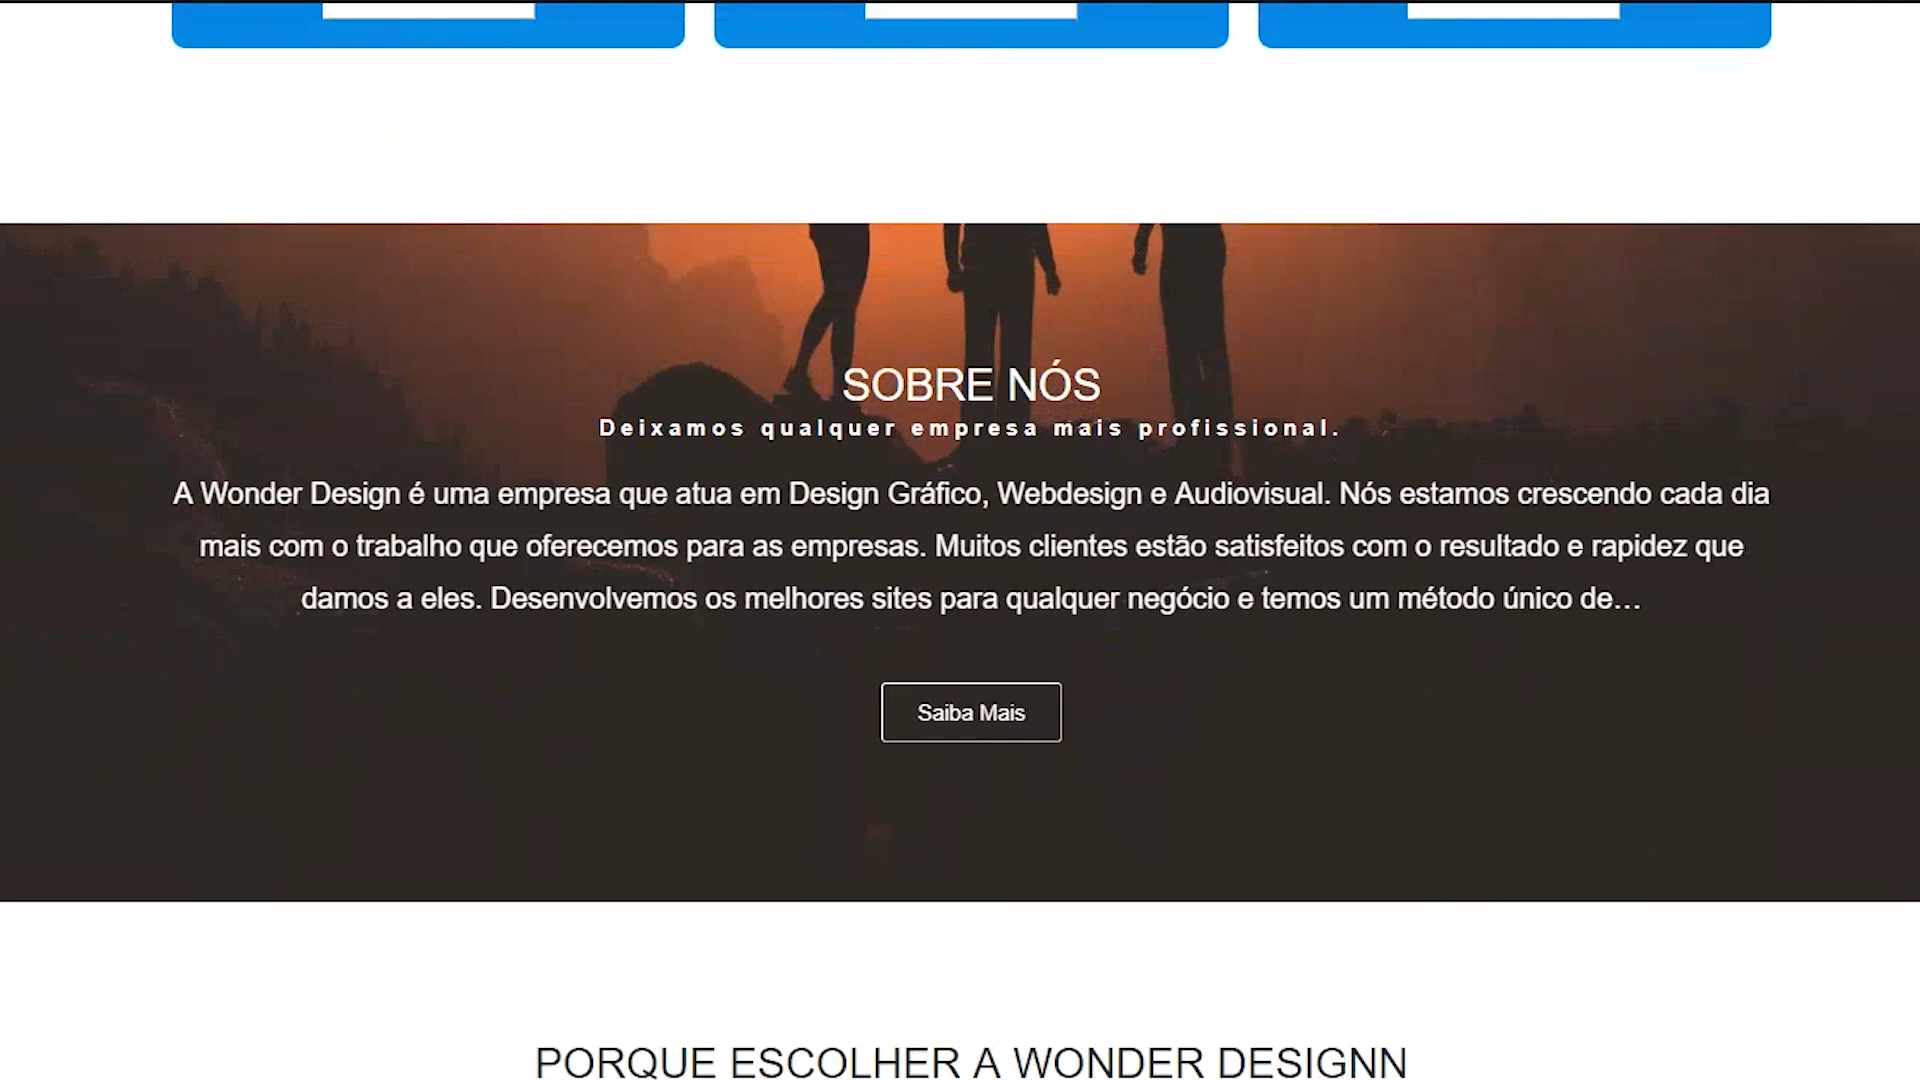 SOBRE NÓS
Deixamos qualquer empresa mais profissional.
A Wonder Design é uma empresa que atua em Design Gráfico, Webdesign e Audiovisual. Nós estamos crescendo cada dia
mais com o trabalho que oferecemos para as empresas. Muitos clientes estão satisfeitos com o resultado e rapidez que
damos a eles. Desenvolvemos os melhores sites para qualquer negócio e temos um método único de...
Saiba Mais
PORQUE ESCOLHER A WONDER DESIGNN